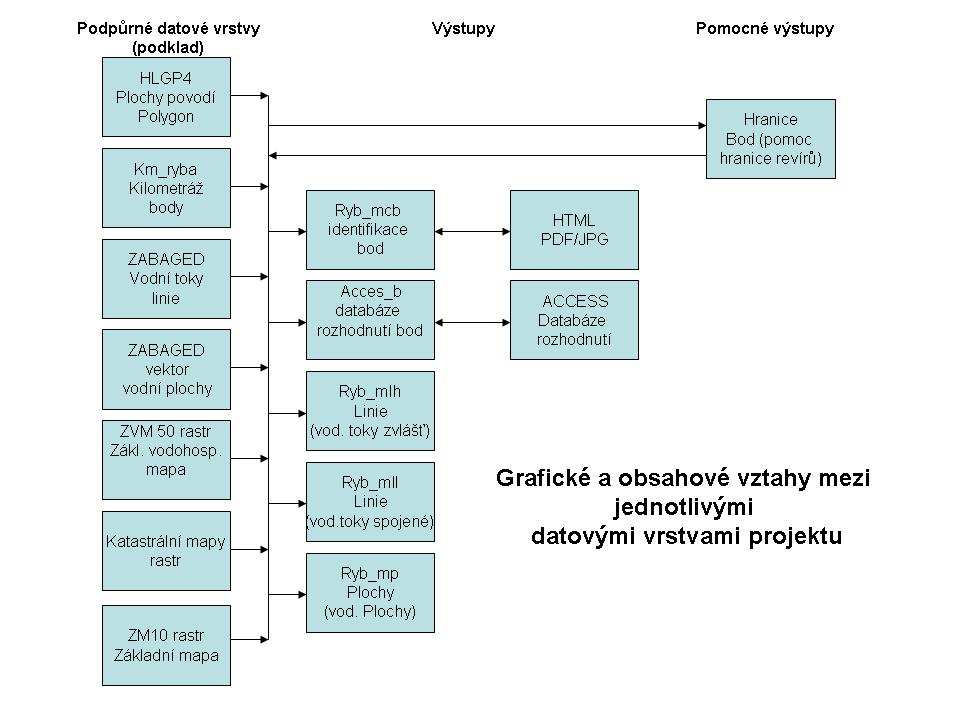 Podpůrné datové vrstvy
(podklad)
Výstupy
Pomocné výstupy
HLGP4
Plochy povodí
Polygon
Km_ryba
Kilometráž
body
ZABAGED
Vodní toky
linie
ZABAGED
vektor
vodní plochy
ZVM 50 rastr
Zákl. vodohosp.
mapa
Katastrální mapy
rastr
ZM10 rastr
Základní mapa
Ryb_mcb
identifikace
bod
Acces_b
databáze
rozhodnutí bod
Ryb_mlh
Linie
(vod. toky zvlášť)
Ryb_mll
Linie
(vod.toky spojené)
Ryb_mp
Plochy
(vod. Plochy)
HTML
PDF/JPG
ACCESS
Databáze
rozhodnutí
Hranice
Bod (pomoc
hranice revírů)
Grafické a obsahové vztahy mezi
jednotlivými
datovými vrstvami projektu